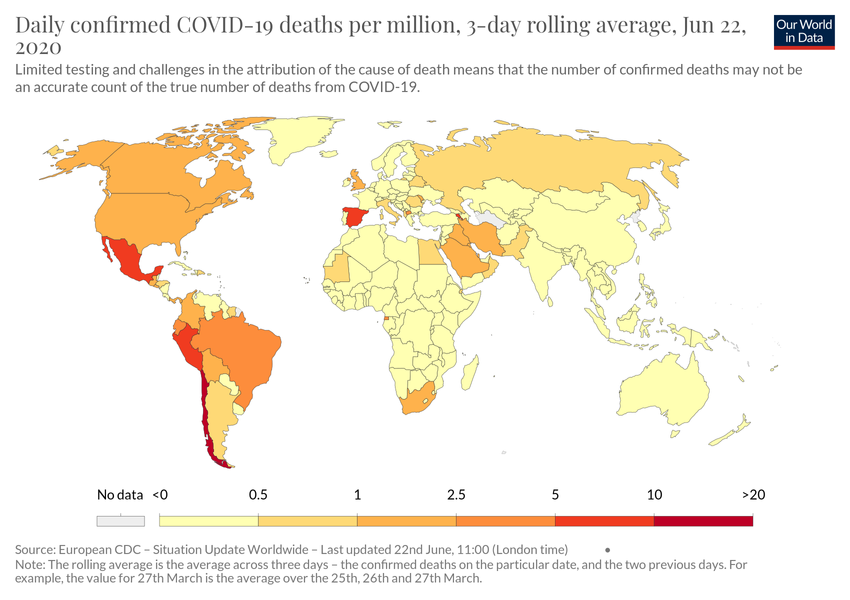 Daily confirmed COVID-19 deaths per million, 3-day rolling average, Jun 22,
2020
Our World
in Data
Limited testing and challenges in the attribution of the cause of death means that the number of confirmed deaths may not be
an accurate count of the true number of deaths from COVID-19.
No data <0 0.5 1 2.5 5 10 >20
Source: European CDC – Situation Update Worldwide – Last updated 22nd June, 11:00 (London time) •
Note: The rolling average is the average across three days – the confirmed deaths on the particular date, and the two previous days. For
example, the value for 27th March is the average over the 25th, 26th and 27th March.